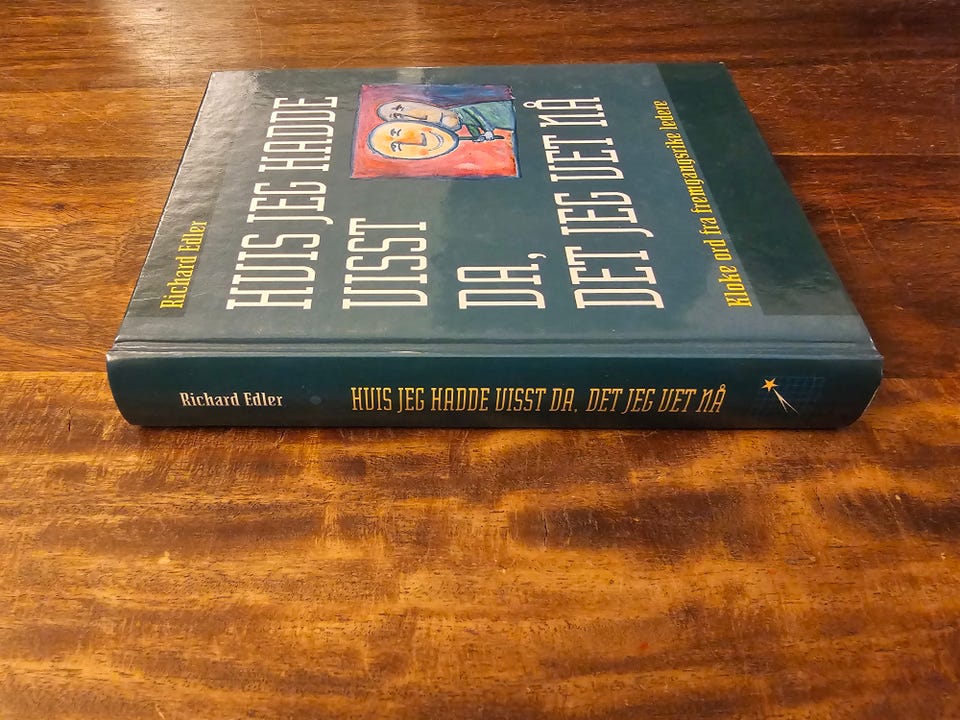 Richard Edler
HVIS JEG HADDE
VISST
DA,
DET JEG VET NÅ
Kloke ord fra fremgangsrike ledere
Richard Edler
HVIS JEG HADDE VISST DA, DET JEG VET NÅ